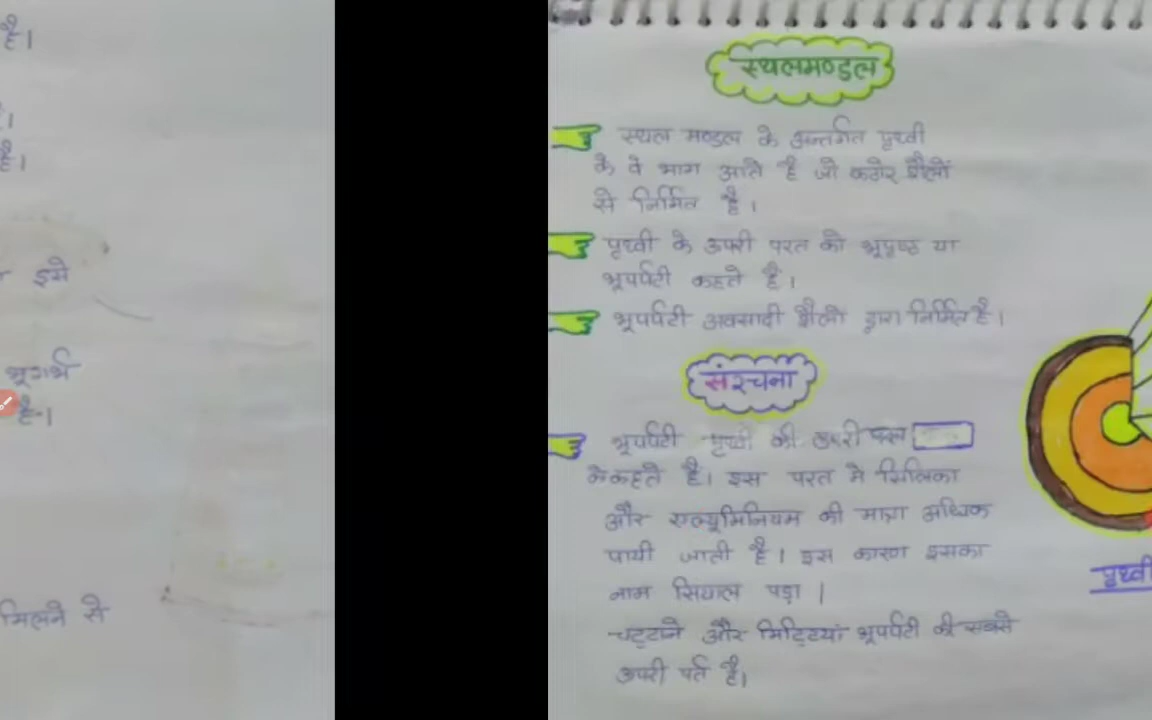 है।
है।
इसे
भूगर्भ
है।
मिलने से
स्थलमण्डल
स्थल मण्डल के अन्तर्गत पृथ्वी
के वे भाग आते है जो कठोर शैलों
से निर्मित है।
पृथ्वी के ऊपरी परत को भूपृष्ठ या
भूपर्पटी कहते है।
भूपर्पटी अवसादी शैलो द्वारा निर्मित है।
संरचना
भूपर्पटी पृथ्वी की ऊपरी परत
को कहते है। इस परत मे सिलिका
और एल्यूमिनियम की मात्रा अधिक
पायी जाती है। इस कारण इसका
नाम सियाल पड़ा।
चट्टाने और मिट्टियां भूपर्पटी की सबसे
ऊपरी पर्त है।
पृथ्वी